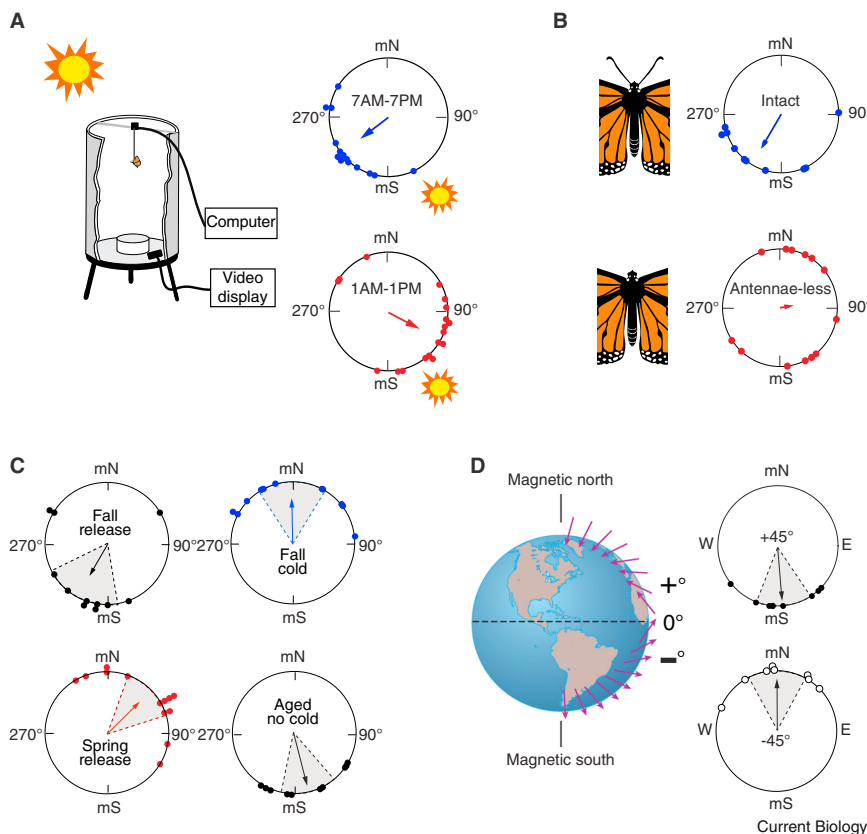 A
mN
7AM-7PM
270°
90°
mS
Computer
Video
display
mN
1AM-1PM
270°
90°
mS
B
mN
Intact
270°
90°
mS
mN
Antennae-less
270°
90°
mS
C
mN
Fall
release
270°
90°
mS
mN
270°
90°
Fall
cold
mS
mN
270°
90°
Spring
release
mS
mN
Aged
no cold
270°
90°
mS
D
Magnetic north
+°
0°
-°
Magnetic south
mN
+45°
W
E
mS
mN
W
E
-45°
mS
Current Biology